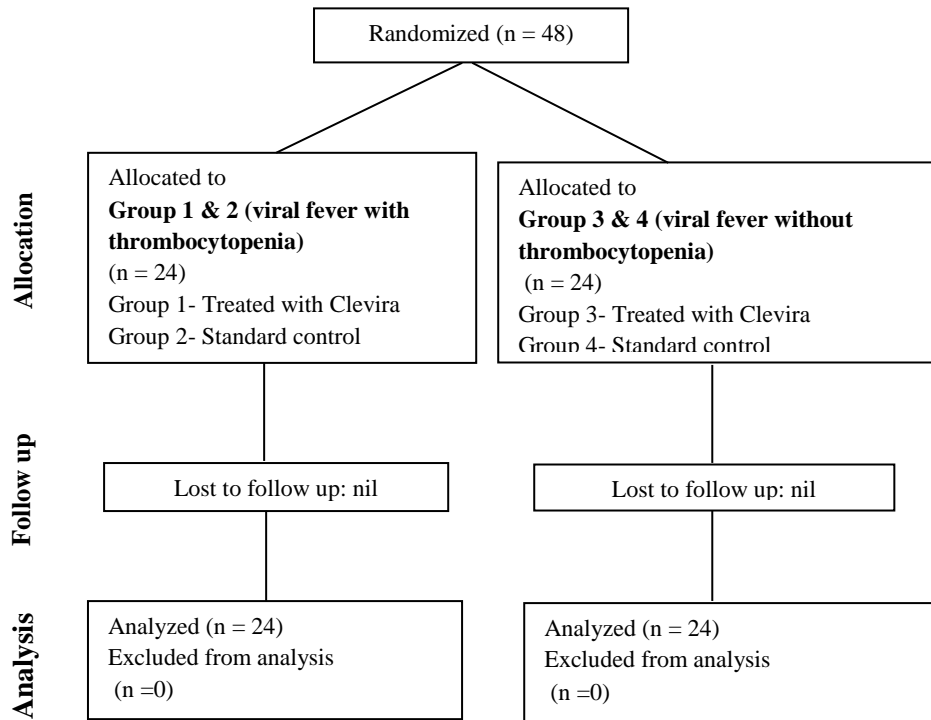 Randomized (n = 48)
Allocation
Allocated to
Group 1 & 2 (viral fever with
thrombocytopenia)
(n = 24)
Group 1- Treated with Clevira
Group 2- Standard control
Allocated to
Group 3 & 4 (viral fever without
thrombocytopenia)
(n = 24)
Group 3- Treated with Clevira
Group 4- Standard control
Follow up
Lost to follow up: nil
Lost to follow up: nil
Analysis
Analyzed (n = 24)
Excluded from analysis
(n =0)
Analyzed (n = 24)
Excluded from analysis
(n =0)